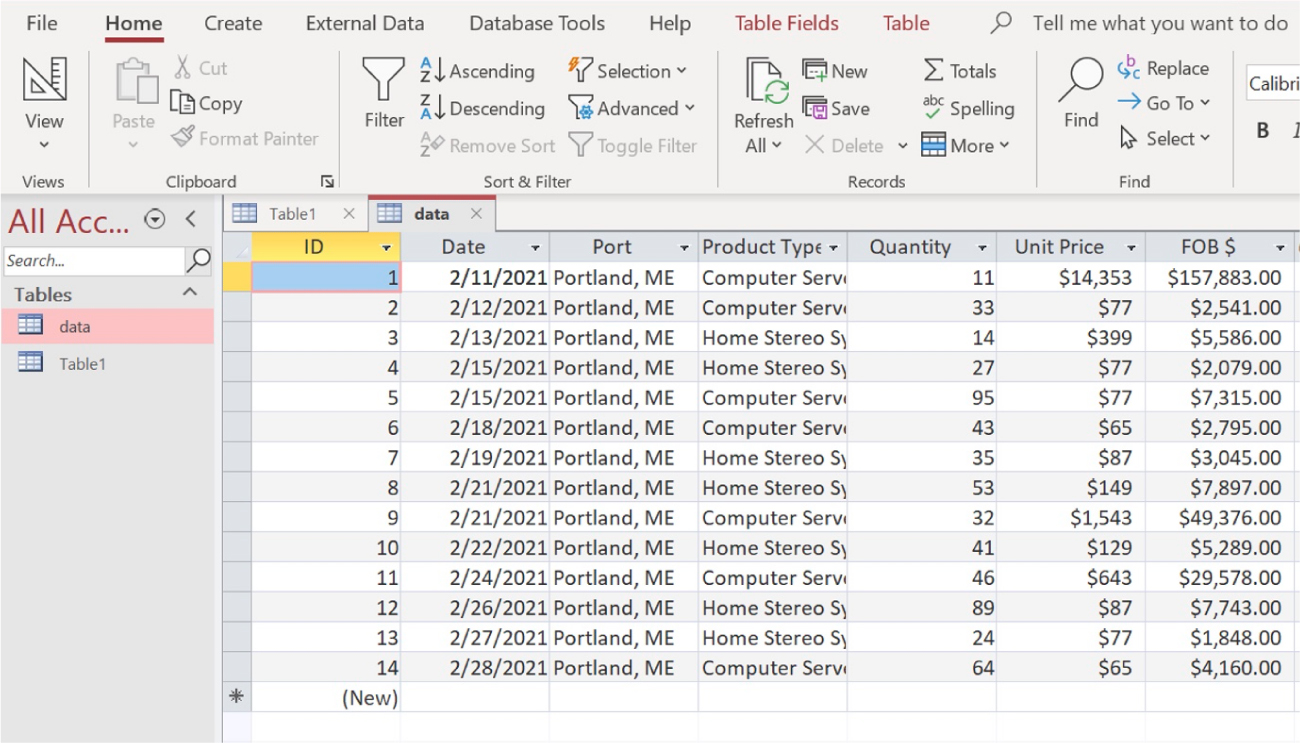 File Home Create External Data Database Tools Help Table Fields Table Tell me what you want to do
View
Views
Paste
Cut
Copy
Format Painter
Clipboard
Filter
Ascending
Descending
Remove Sort
Selection
Advanced
Toggle Filter
Sort & Filter
Refresh
All
New
Save
Delete
Totals
Spelling
More
Records
Find
Replace
Go To
Select
Find
Calibri
B I
All Acc...
Search...
Tables
data
Table1
Table1 data
ID Date Port Product Type Quantity Unit Price FOB $
1 2/11/2021 Portland, ME Computer Serve 11 $14,353 $157,883.00
2 2/12/2021 Portland, ME Computer Serve 33 $77 $2,541.00
3 2/13/2021 Portland, ME Home Stereo Sy 14 $399 $5,586.00
4 2/15/2021 Portland, ME Home Stereo Sy 27 $77 $2,079.00
5 2/15/2021 Portland, ME Computer Serve 95 $77 $7,315.00
6 2/18/2021 Portland, ME Computer Serve 43 $65 $2,795.00
7 2/19/2021 Portland, ME Home Stereo Sy 35 $87 $3,045.00
8 2/21/2021 Portland, ME Home Stereo Sy 53 $149 $7,897.00
9 2/21/2021 Portland, ME Computer Serve 32 $1,543 $49,376.00
10 2/22/2021 Portland, ME Home Stereo Sy 41 $129 $5,289.00
11 2/24/2021 Portland, ME Computer Serve 46 $643 $29,578.00
12 2/26/2021 Portland, ME Home Stereo Sy 89 $87 $7,743.00
13 2/27/2021 Portland, ME Home Stereo Sy 24 $77 $1,848.00
14 2/28/2021 Portland, ME Computer Serve 64 $65 $4,160.00
(New)